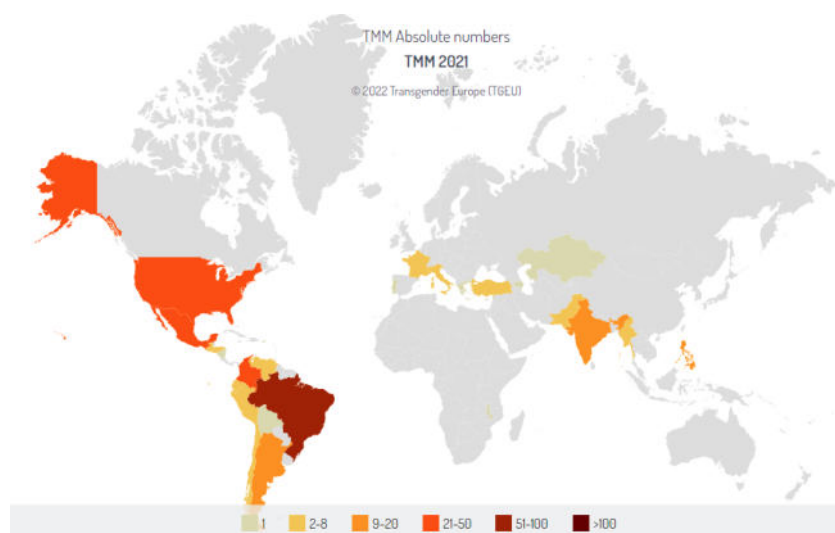 TMM Absolute numbers
TMM 2021
© 2022 Transgender Europe (TGEU)
1 2-8 9-20 21-50 51-100 >100